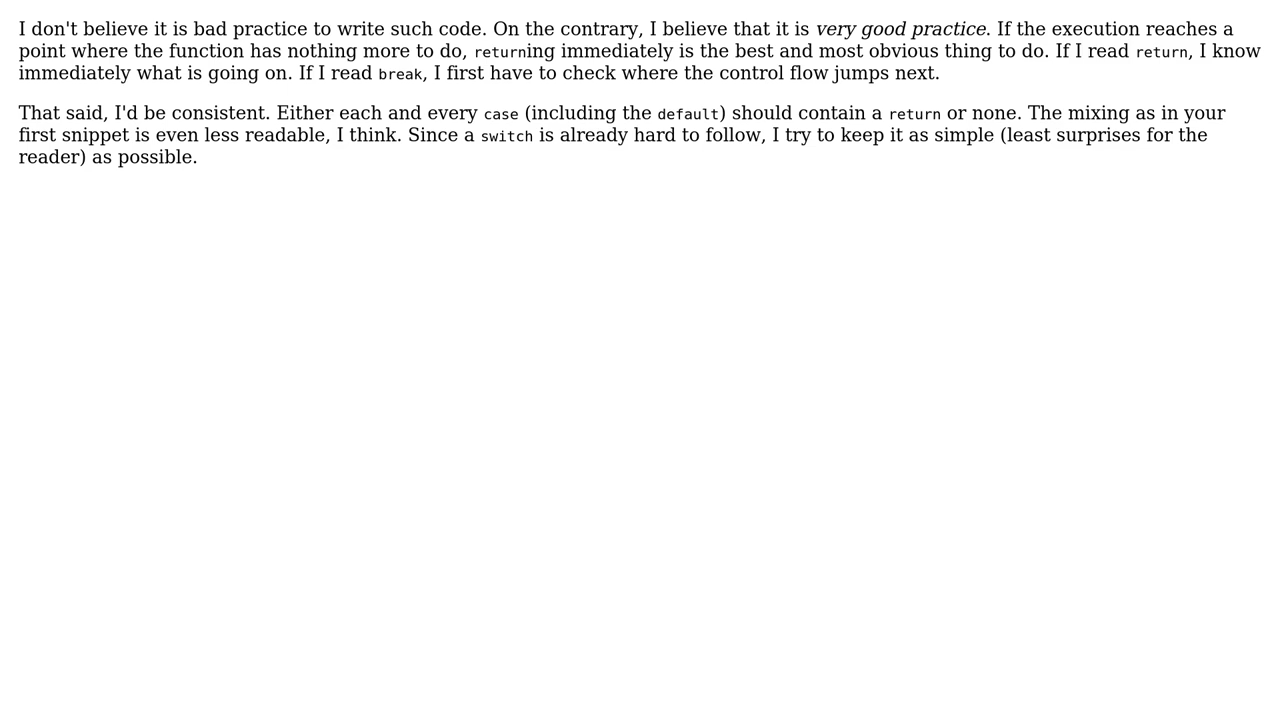 I don't believe it is bad practice to write such code. On the contrary, I believe that it is very good practice. If the execution reaches a
point where the function has nothing more to do, returning immediately is the best and most obvious thing to do. If I read return, I know
immediately what is going on. If I read break, I first have to check where the control flow jumps next.
That said, I'd be consistent. Either each and every case (including the default) should contain a return or none. The mixing as in your
first snippet is even less readable, I think. Since a switch is already hard to follow, I try to keep it as simple (least surprises for the
reader) as possible.